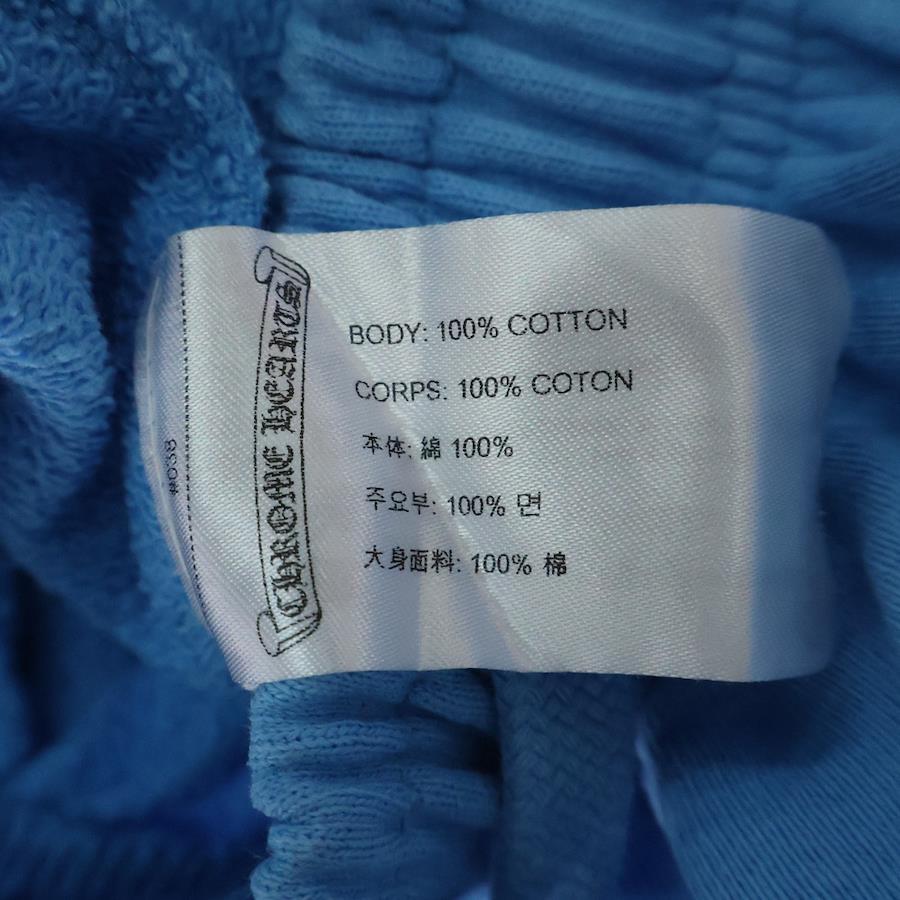 #038
CHROME HEARTS
BODY: 100% COTTON
CORPS: 100% COTON
本体: 綿 100%
주요부: 100% 면
大身面料: 100% 棉